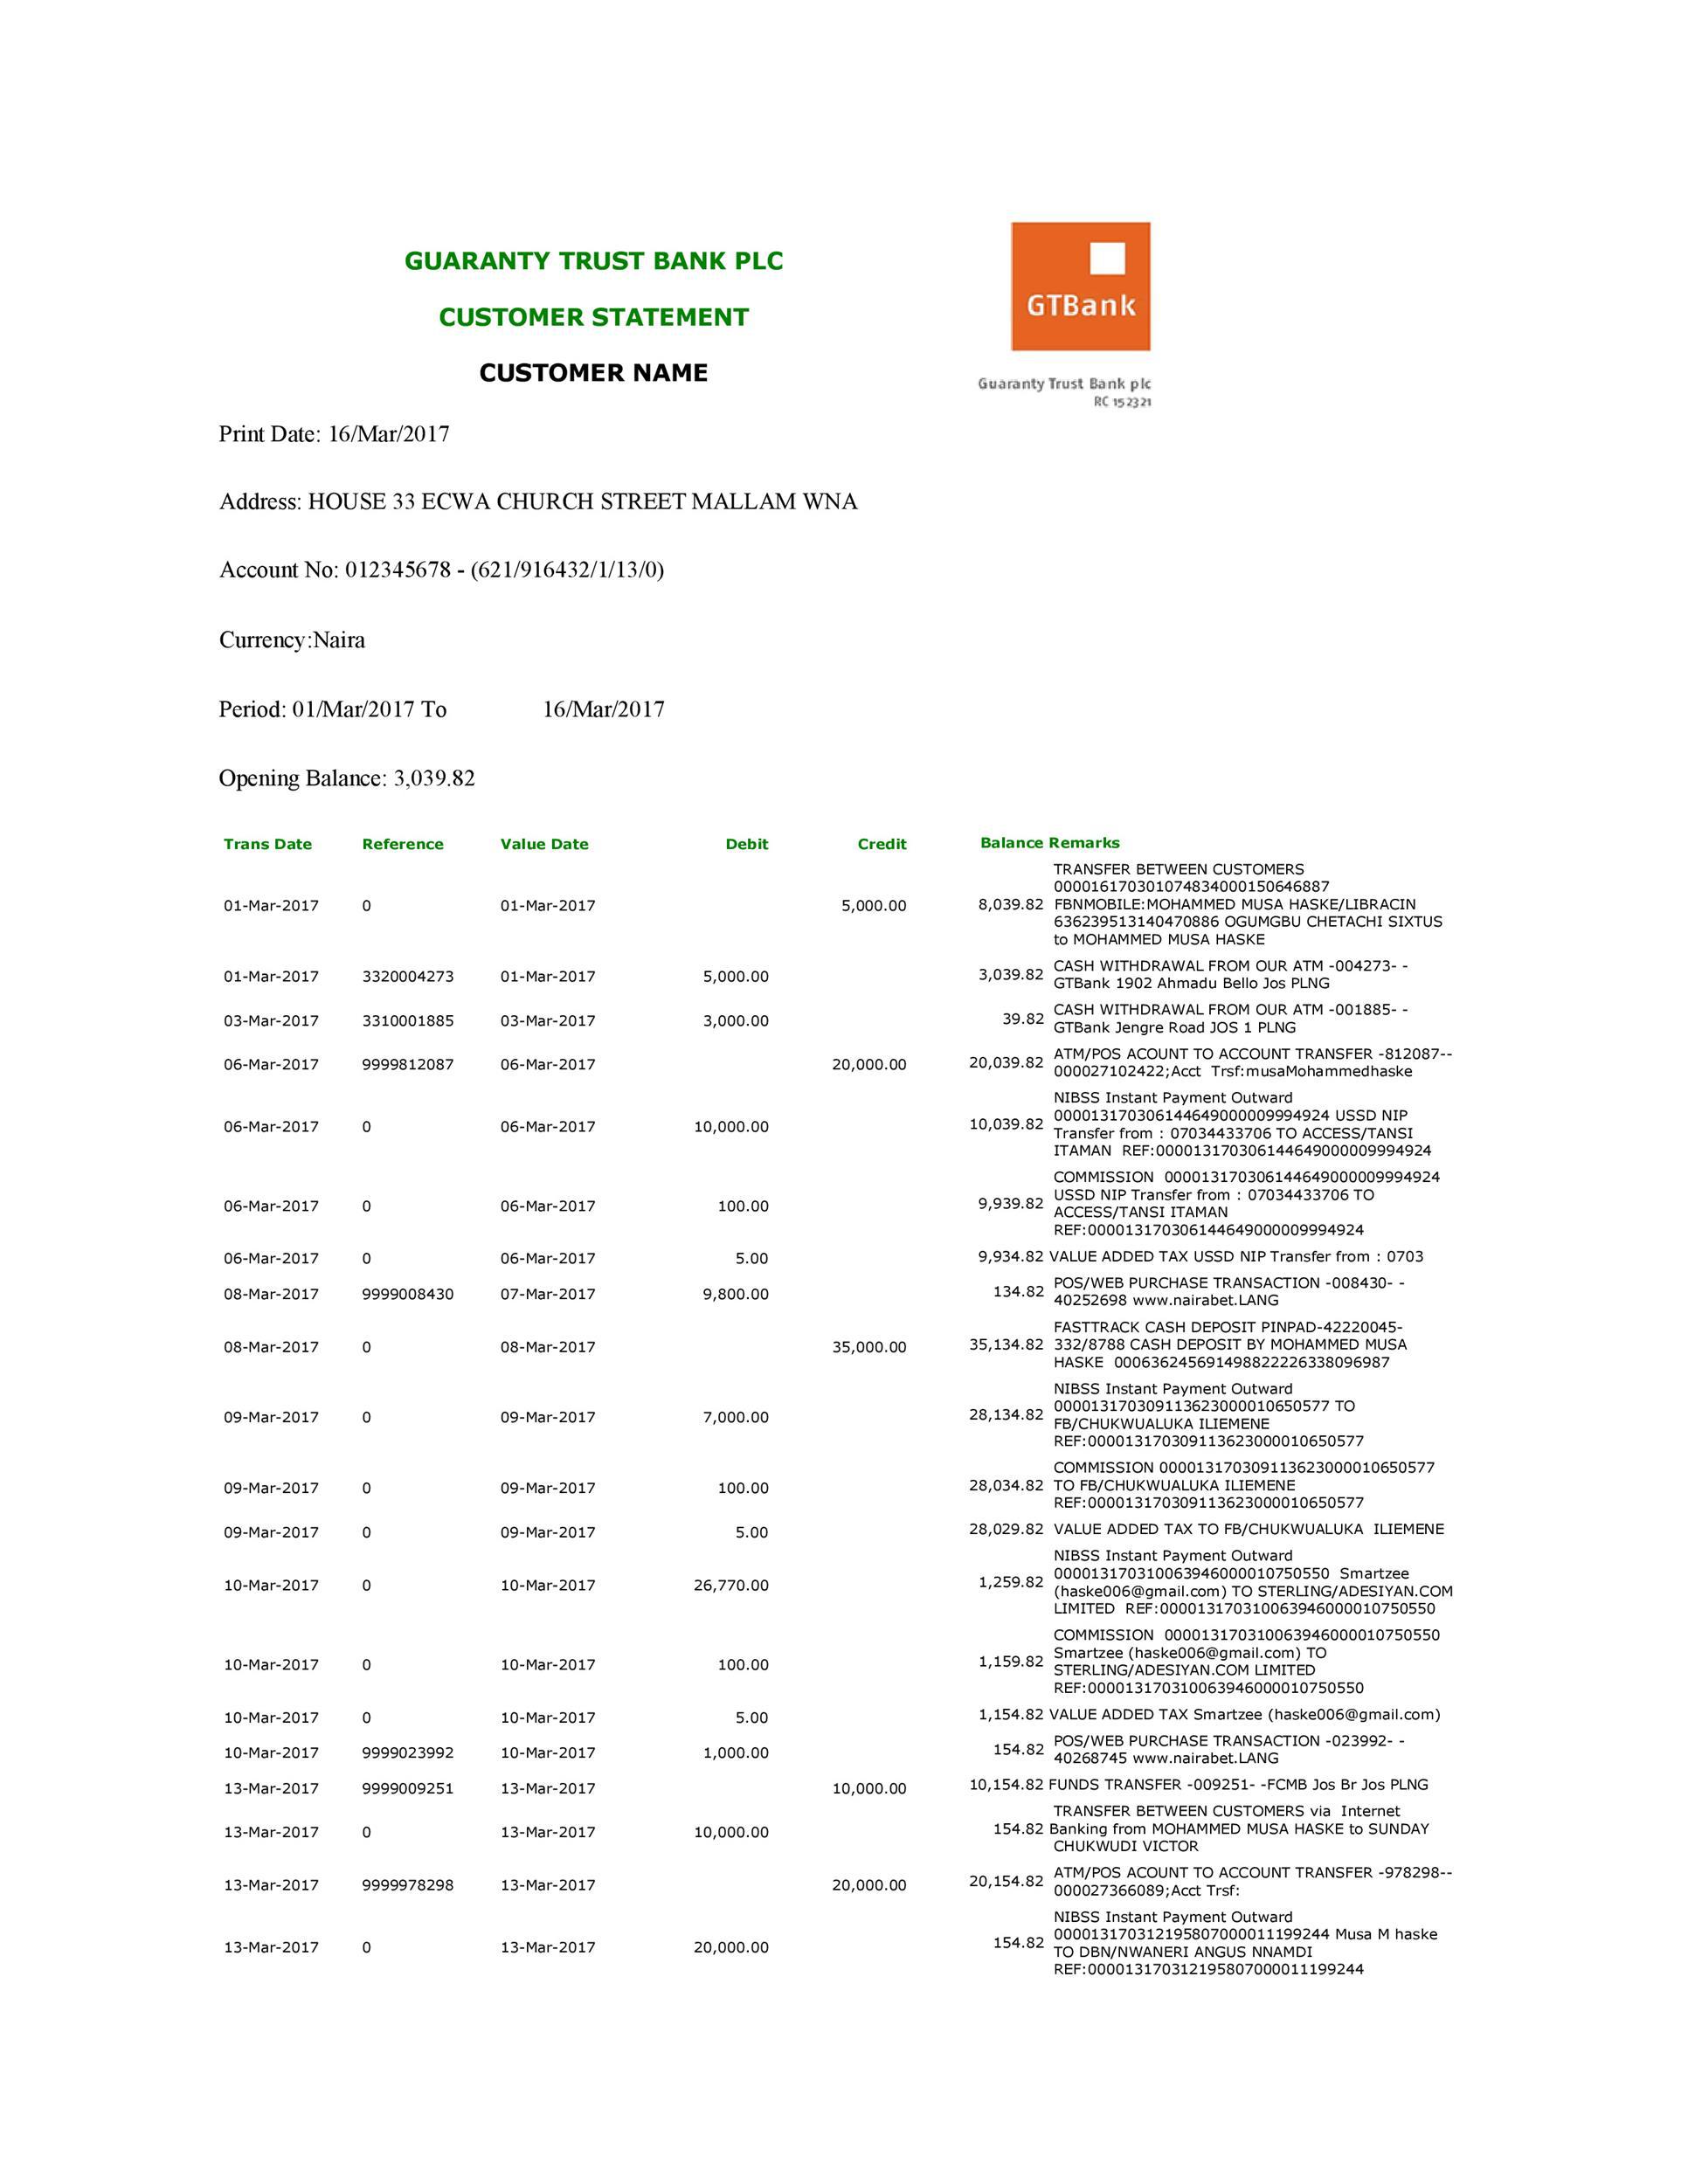 GUARANTY TRUST BANK PLC
CUSTOMER STATEMENT
CUSTOMER NAME
GTBank
Guaranty Trust Bank plc
RC 152321
Print Date: 16/Mar/2017
Address: HOUSE 33 ECWA CHURCH STREET MALLAM WNA
Account No: 012345678 - (621/916432/1/13/0)
Currency:Naira
Period: 01/Mar/2017 To 16/Mar/2017
Opening Balance: 3,039.82
Trans Date Reference Value Date Debit Credit Balance Remarks
TRANSFER BETWEEN CUSTOMERS
000016170301074834000150646887
01-Mar-2017 0 01-Mar-2017 5,000.00 8,039.82 FBNMOBILE:MOHAMMED MUSA HASKE/LIBRACIN
636239513140470886 OGUMGBU CHETACHI SIXTUS
to MOHAMMED MUSA HASKE
01-Mar-2017 3320004273 01-Mar-2017 5,000.00 3,039.82 CASH WITHDRAWAL FROM OUR ATM -004273- -
GTBank 1902 Ahmadu Bello Jos PLNG
03-Mar-2017 3310001885 03-Mar-2017 3,000.00 39.82 CASH WITHDRAWAL FROM OUR ATM -001885- -
GTBank Jengre Road JOS 1 PLNG
06-Mar-2017 9999812087 06-Mar-2017 20,000.00 20,039.82 ATM/POS ACOUNT TO ACCOUNT TRANSFER -812087--
000027102422;Acct Trsf:musaMohammedhaske
NIBSS Instant Payment Outward
06-Mar-2017 0 06-Mar-2017 10,000.00 10,039.82 000013170306144649000009994924 USSD NIP
Transfer from : 07034433706 TO ACCESS/TANSI
ITAMAN REF:000013170306144649000009994924
COMMISSION 000013170306144649000009994924
06-Mar-2017 0 06-Mar-2017 100.00 9,939.82 USSD NIP Transfer from : 07034433706 TO
ACCESS/TANSI ITAMAN
REF:000013170306144649000009994924
06-Mar-2017 0 06-Mar-2017 5.00 9,934.82 VALUE ADDED TAX USSD NIP Transfer from : 0703
08-Mar-2017 9999008430 07-Mar-2017 9,800.00 134.82 POS/WEB PURCHASE TRANSACTION -008430- -
40252698 www.nairabet.LANG
FASTTRACK CASH DEPOSIT PINPAD-42220045-
08-Mar-2017 0 08-Mar-2017 35,000.00 35,134.82 332/8788 CASH DEPOSIT BY MOHAMMED MUSA
HASKE 000636245691498822226338096987
NIBSS Instant Payment Outward
09-Mar-2017 0 09-Mar-2017 7,000.00 28,134.82 000013170309113623000010650577 TO
FB/CHUKWUALUKA ILIEMENE
REF:000013170309113623000010650577
COMMISSION 000013170309113623000010650577
09-Mar-2017 0 09-Mar-2017 100.00 28,034.82 TO FB/CHUKWUALUKA ILIEMENE
REF:000013170309113623000010650577
09-Mar-2017 0 09-Mar-2017 5.00 28,029.82 VALUE ADDED TAX TO FB/CHUKWUALUKA ILIEMENE
NIBSS Instant Payment Outward
10-Mar-2017 0 10-Mar-2017 26,770.00 1,259.82 000013170310063946000010750550 Smartzee
(haske006@gmail.com) TO STERLING/ADESIYAN.COM
LIMITED REF:000013170310063946000010750550
COMMISSION 000013170310063946000010750550
10-Mar-2017 0 10-Mar-2017 100.00 1,159.82 Smartzee (haske006@gmail.com) TO
STERLING/ADESIYAN.COM LIMITED
REF:000013170310063946000010750550
10-Mar-2017 0 10-Mar-2017 5.00 1,154.82 VALUE ADDED TAX Smartzee (haske006@gmail.com)
10-Mar-2017 9999023992 10-Mar-2017 1,000.00 154.82 POS/WEB PURCHASE TRANSACTION -023992- -
40268745 www.nairabet.LANG
13-Mar-2017 9999009251 13-Mar-2017 10,000.00 10,154.82 FUNDS TRANSFER -009251- -FCMB Jos Br Jos PLNG
TRANSFER BETWEEN CUSTOMERS via Internet
13-Mar-2017 0 13-Mar-2017 10,000.00 154.82 Banking from MOHAMMED MUSA HASKE to SUNDAY
CHUKWUDI VICTOR
13-Mar-2017 9999978298 13-Mar-2017 20,000.00 20,154.82 ATM/POS ACOUNT TO ACCOUNT TRANSFER -978298--
000027366089;Acct Trsf:
NIBSS Instant Payment Outward
13-Mar-2017 0 13-Mar-2017 20,000.00 154.82 000013170312195807000011199244 Musa M haske
TO DBN/NWANERI ANGUS NNAMDI
REF:000013170312195807000011199244